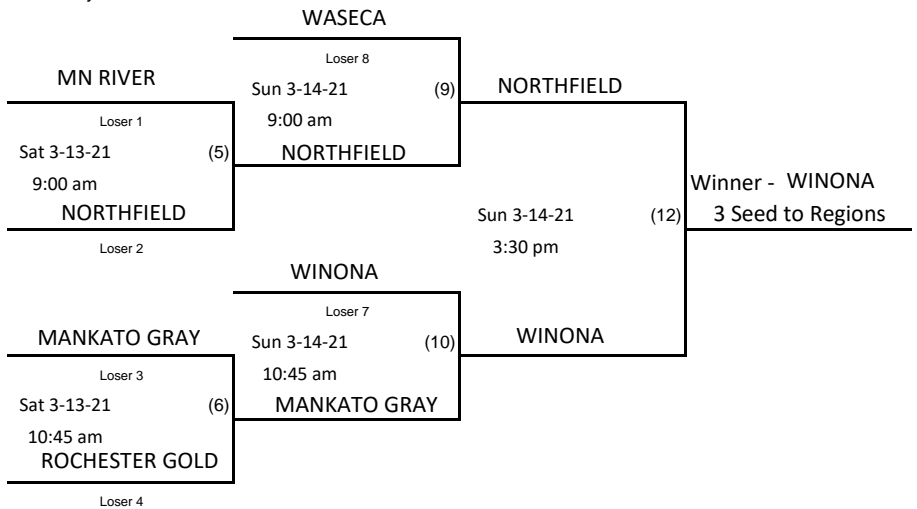 WASECA
Loser 8
MN RIVER
Sun 3-14-21 (9)
NORTHFIELD
Loser 1
9:00 am
Sat 3-13-21 (5)
NORTHFIELD
9:00 am
Winner - WINONA
NORTHFIELD
Sun 3-14-21 (12)
3 Seed to Regions
Loser 2
3:30 pm
WINONA
Loser 7
MANKATO GRAY
Sun 3-14-21 (10)
WINONA
Loser 3
10:45 am
Sat 3-13-21 (6)
MANKATO GRAY
10:45 am
ROCHESTER GOLD
Loser 4